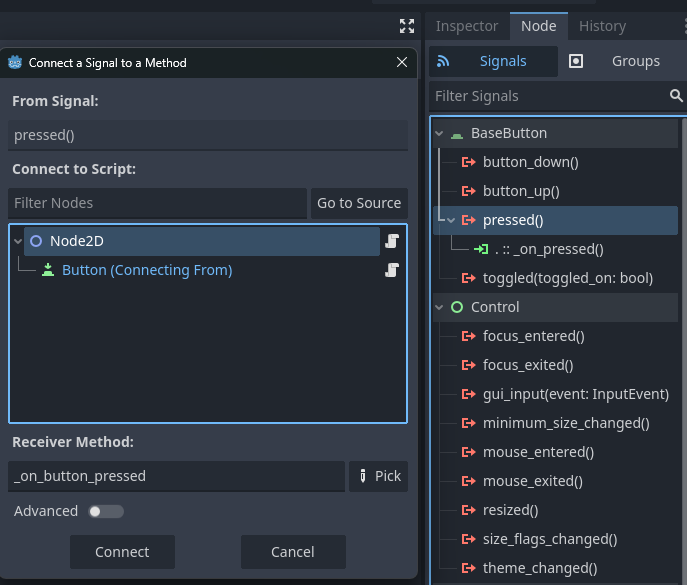 Connect a Signal to a Method
From Signal:
pressed()
Connect to Script:
Filter Nodes
Go to Source
Node2D
Button (Connecting From)
Receiver Method:
_on_button_pressed
Pick
Advanced
Connect
Cancel
Inspector
Node
History
Signals
Groups
Filter Signals
BaseButton
button_down()
button_up()
pressed()
. :: _on_pressed()
toggled(toggled_on: bool)
Control
focus_entered()
focus_exited()
gui_input(event: InputEvent)
minimum_size_changed()
mouse_entered()
mouse_exited()
resized()
size_flags_changed()
theme_changed()